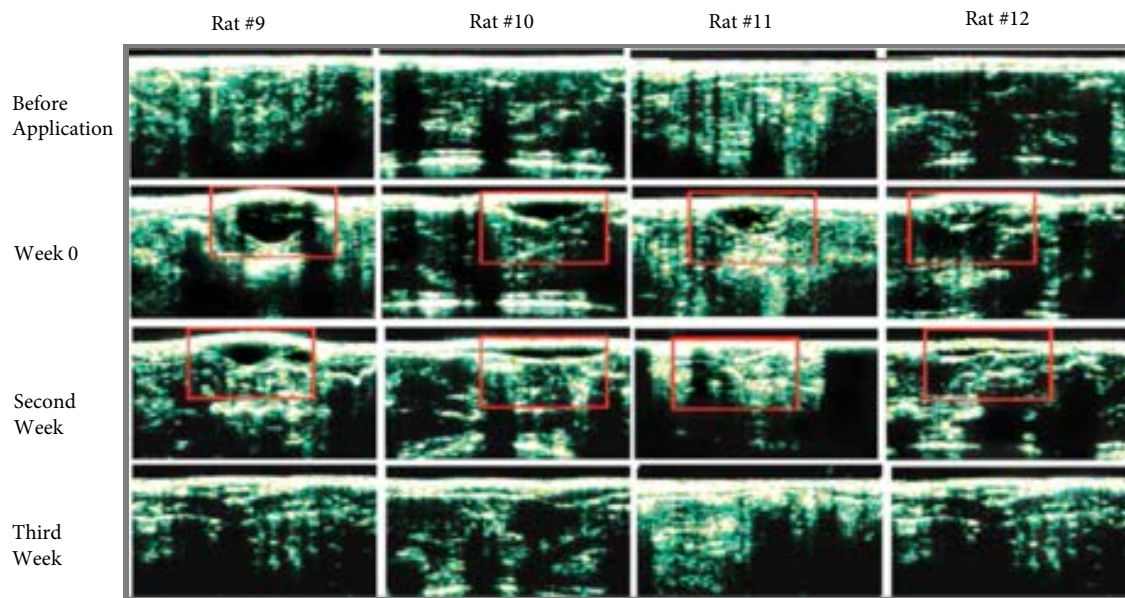 Rat #9
Rat #10
Rat #11
Rat #12
Before
Application
Week 0
Second
Week
Third
Week